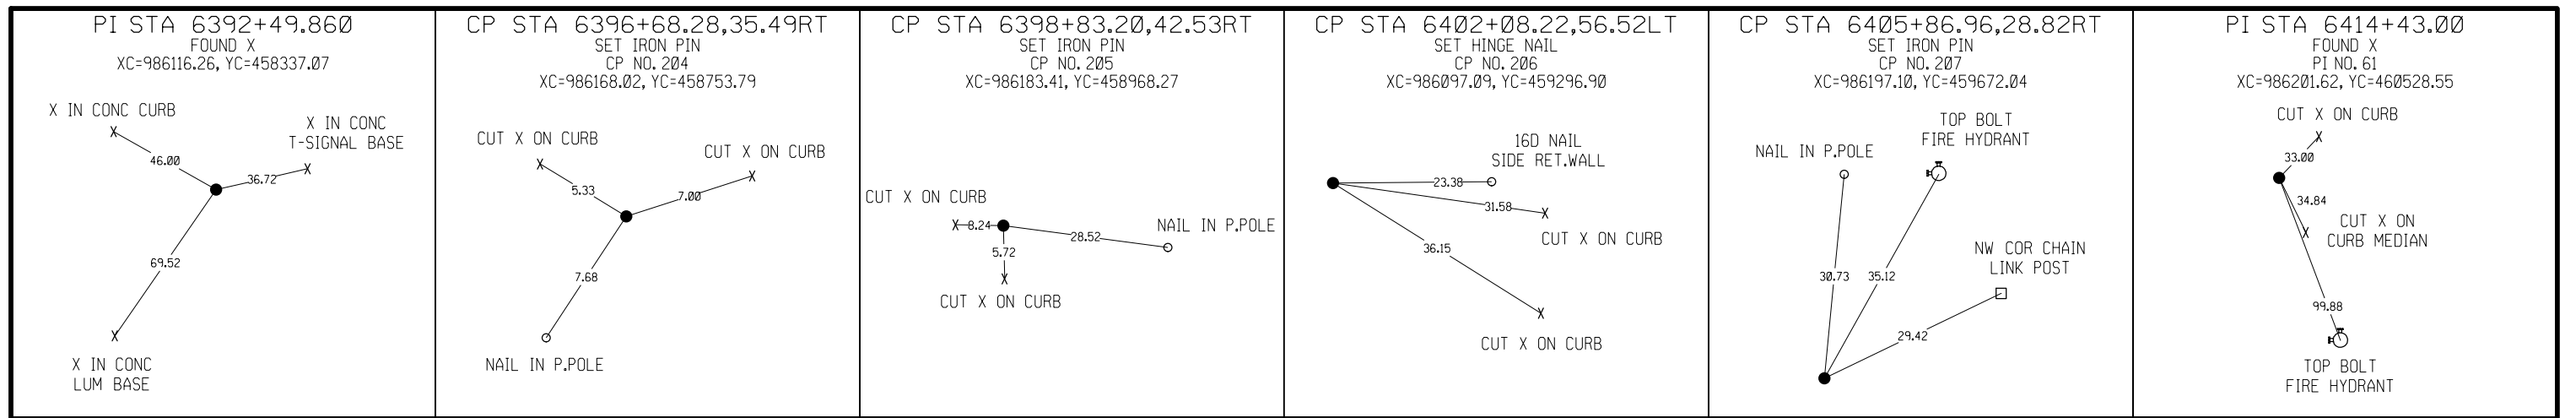 PI STA 6392+49.860
FOUND X
XC=986116.26, YC=458337.07
X IN CONC CURB
X IN CONC
T-SIGNAL BASE
46.00
36.72
69.52
X IN CONC
LUM BASE
CP STA 6396+68.28,35.49RT
SET IRON PIN
CP NO. 204
XC=986168.02, YC=458753.79
CUT X ON CURB
CUT X ON CURB
5.33
7.00
7.68
NAIL IN P.POLE
CP STA 6398+83.20,42.53RT
SET IRON PIN
CP NO. 205
XC=986183.41, YC=458968.27
CUT X ON CURB
8.24
28.52
NAIL IN P.POLE
5.72
CUT X ON CURB
CP STA 6402+08.22,56.52LT
SET HINGE NAIL
CP NO. 206
XC=986097.09, YC=459296.90
16D NAIL
SIDE RET.WALL
23.38
31.58
CUT X ON CURB
36.15
CUT X ON CURB
CP STA 6405+86.96,28.82RT
SET IRON PIN
CP NO. 207
XC=986197.10, YC=459672.04
TOP BOLT
FIRE HYDRANT
NAIL IN P.POLE
NW COR CHAIN
LINK POST
30.73
35.12
29.42
PI STA 6414+43.00
FOUND X
PI NO. 61
XC=986201.62, YC=460528.55
CUT X ON CURB
33.00
34.84
CUT X ON
CURB MEDIAN
99.88
TOP BOLT
FIRE HYDRANT